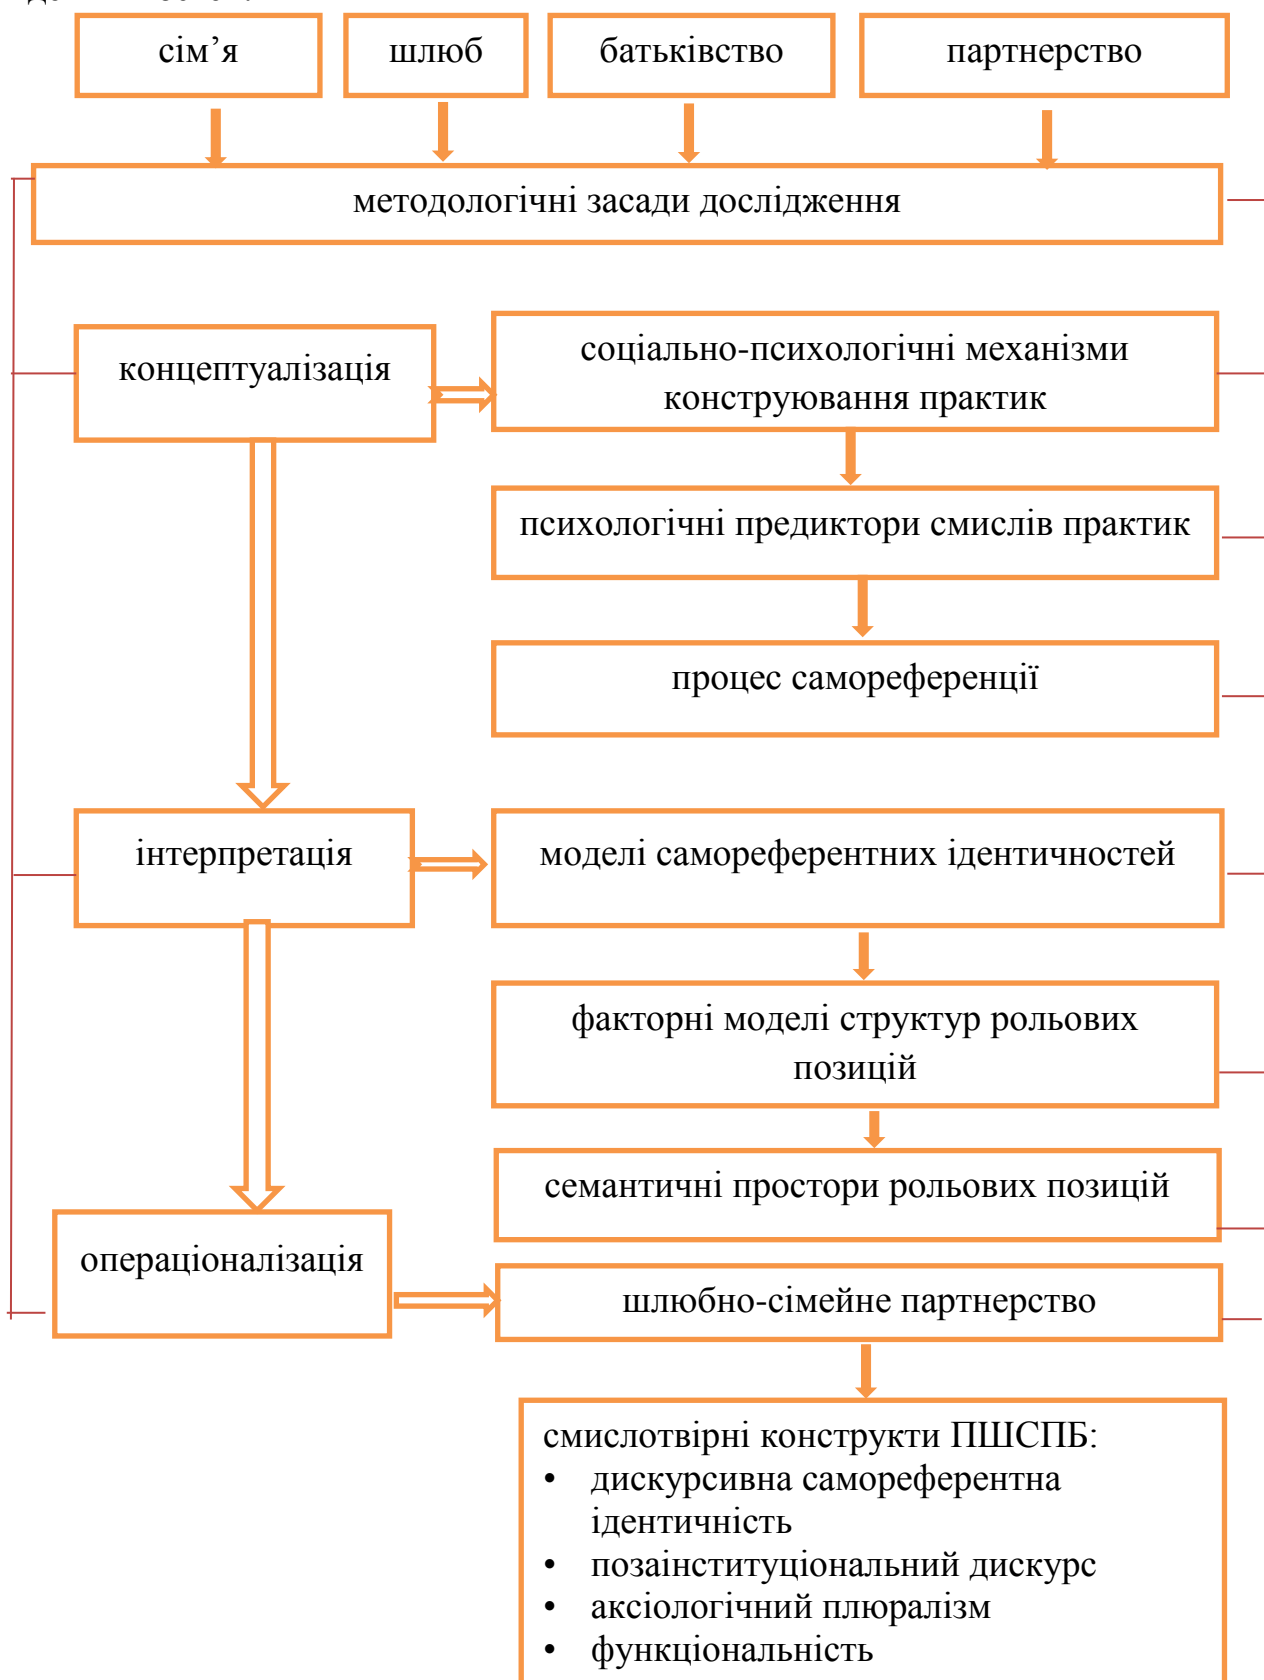 сім’я шлюб батьківство партнерство
методологічні засади дослідження
концептуалізація
соціально-психологічні механізми
конструювання практик
психологічні предиктори смислів практик
процес самореференції
інтерпретація
моделі самореферентних ідентичностей
факторні моделі структур рольових
позицій
семантичні простори рольових позицій
операціоналізація
шлюбно-сімейне партнерство
смислотвірні конструкти ПШСПБ:
• дискурсивна самореферентна
ідентичність
• позаінституціональний дискурс
• аксіологічний плюралізм
• функціональність